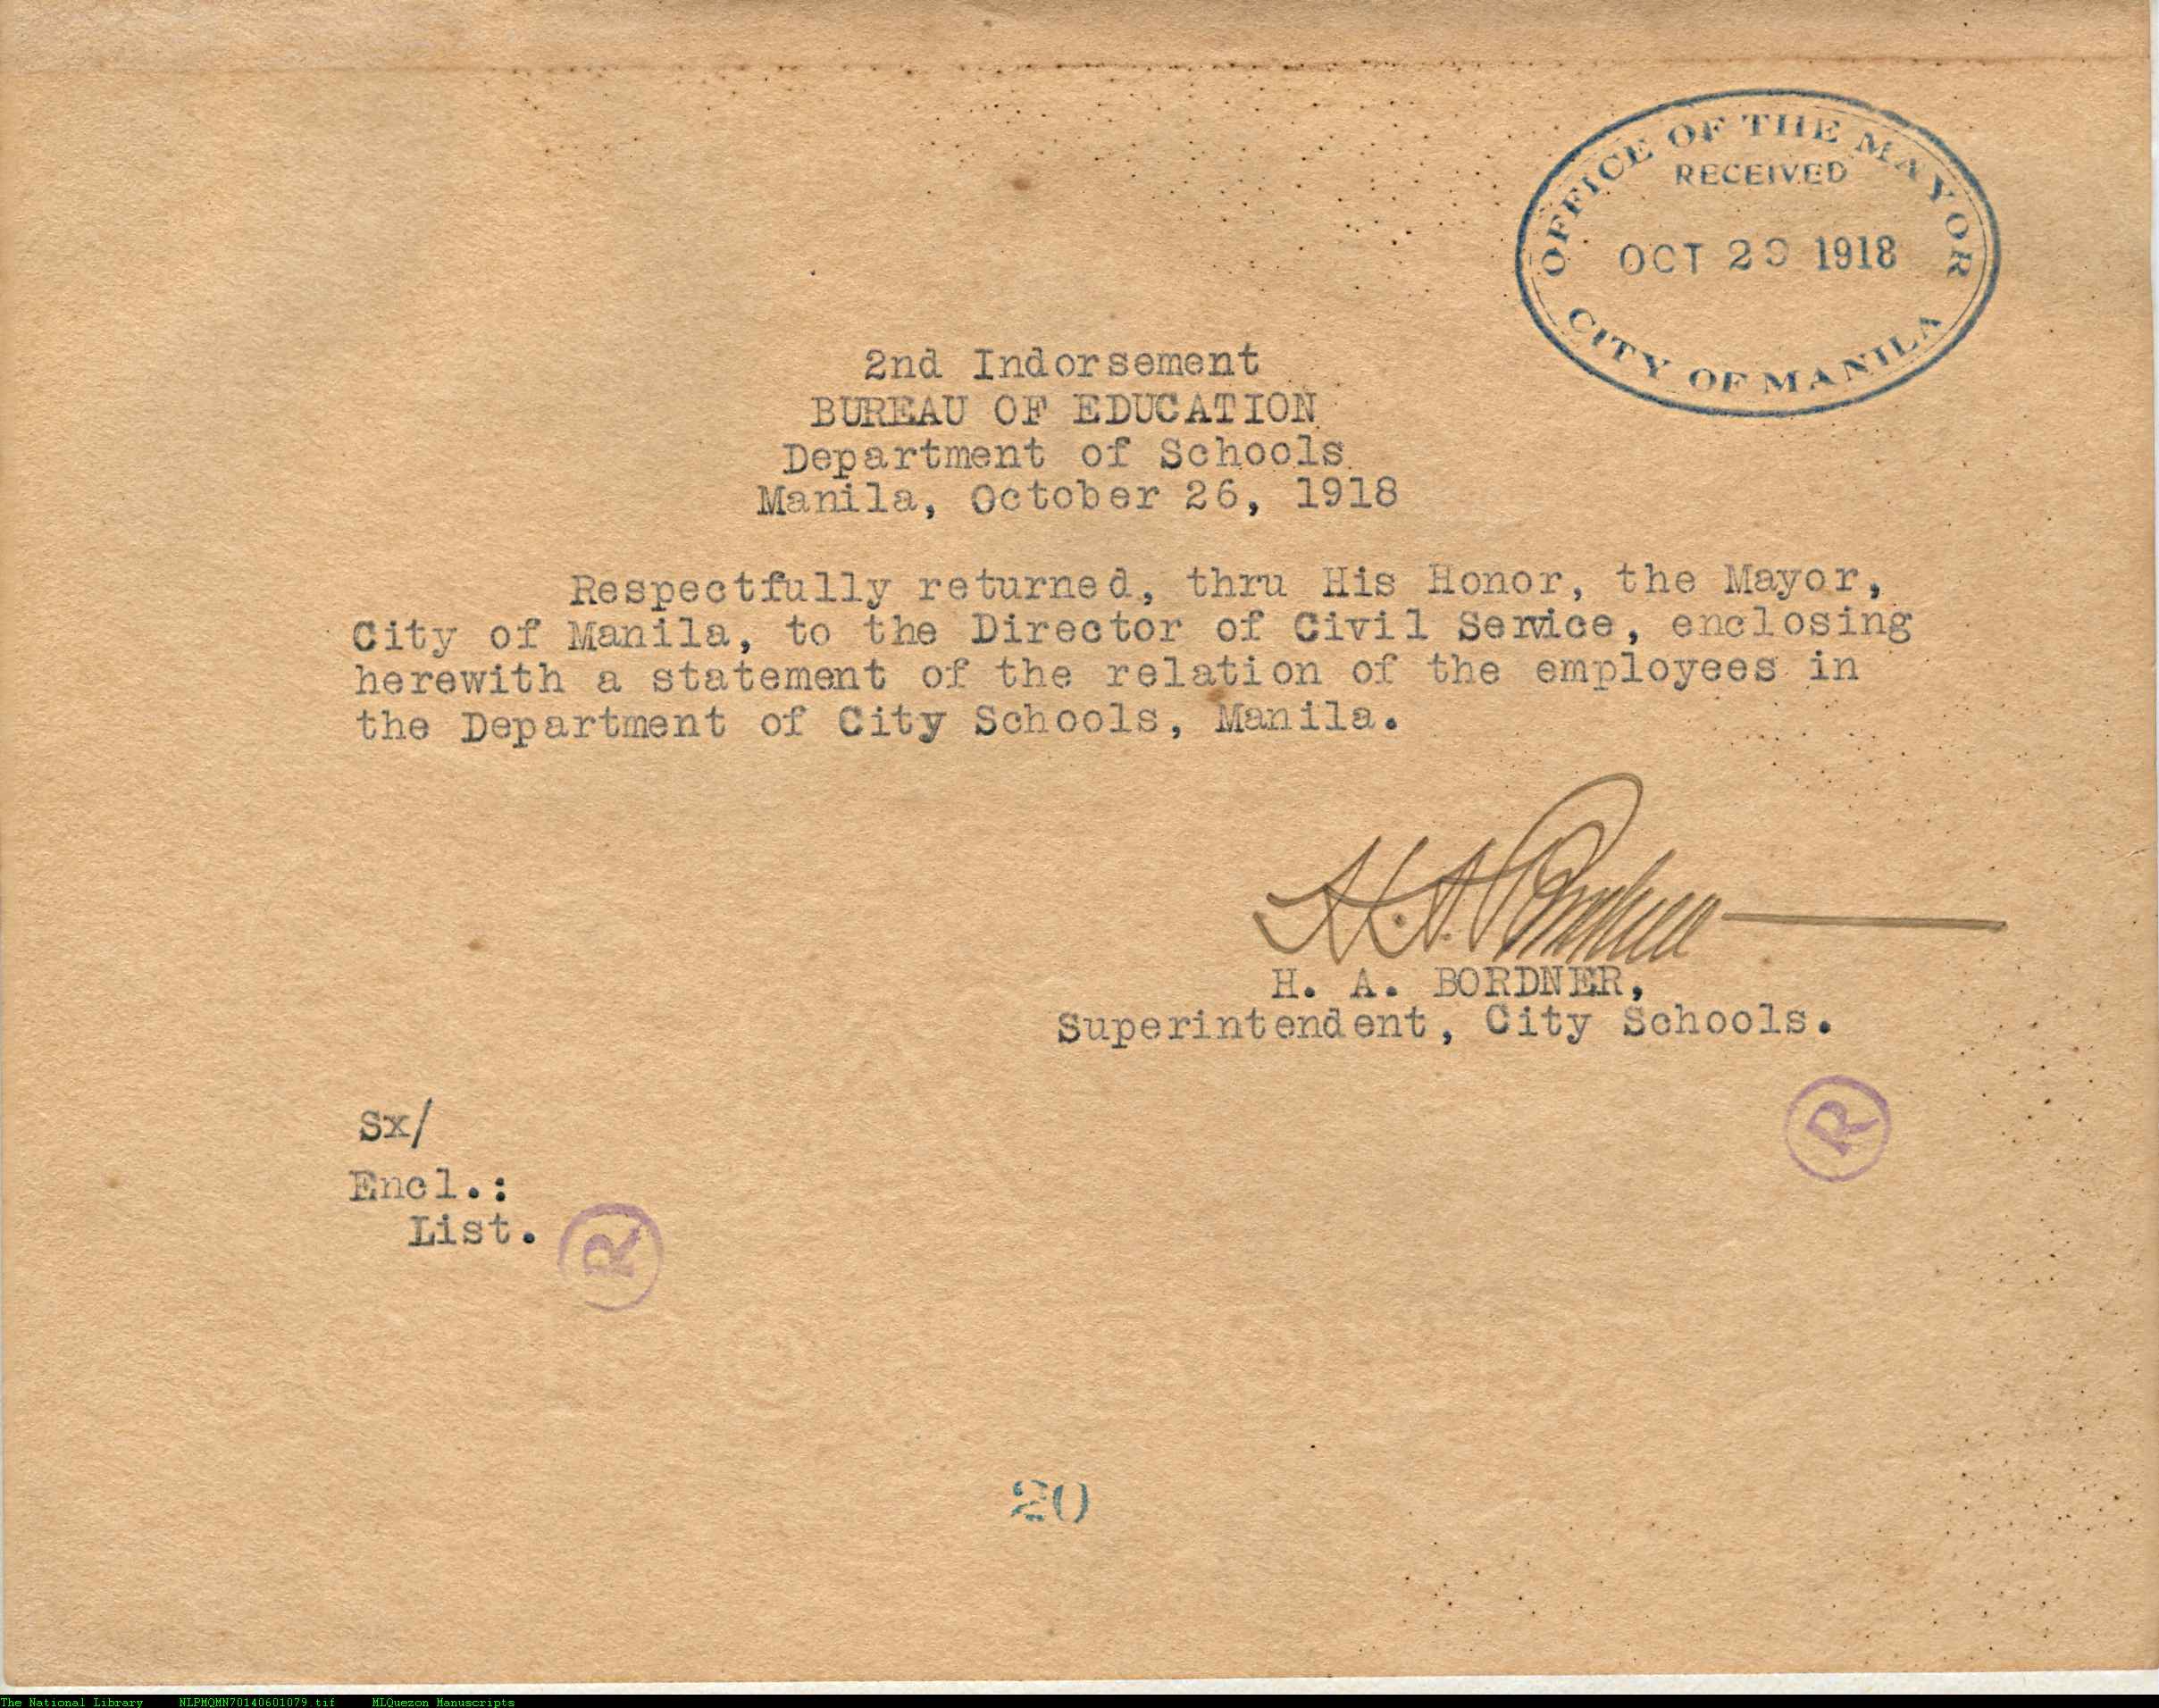 OFFICE OF THE MAYOR
RECEIVED
OCT 29 1918
CITY OF MANILA
2nd Indorsement
BUREAU OF EDUCATION
Department of Schools
Manila, October 26, 1918
Respectfully returned, thru His Honor, the Mayor,
City of Manila, to the Director of Civil Service, enclosing
herewith a statement of the relation of the employees in
the Department of City Schools, Manila.
H. A. Bordner
H. A. BORDNER,
Superintendent, City Schools.
R
Sx/
Encl.:
List.
R
20
The National Library NLPMQMN70140601079.tif MLQuezon Manuscripts